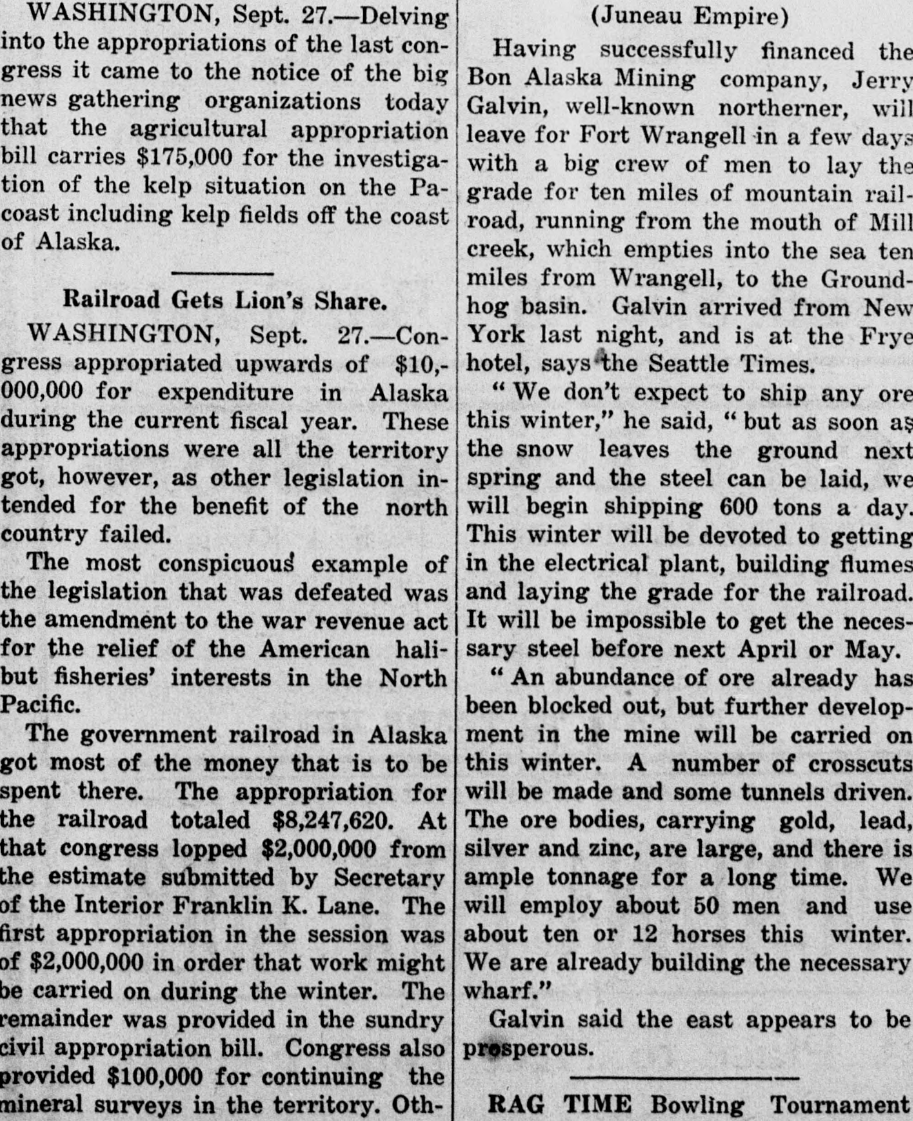 WASHINGTON, Sept. 27.—Delving
into the appropriations of the last con-
gress it came to the notice of the big
news gathering organizations today
that the agricultural appropriation
bill carries $175,000 for the investiga-
tion of the kelp situation on the Pa-
coast including kelp fields off the coast
of Alaska.
Railroad Gets Lion's Share.
WASHINGTON, Sept. 27.—Con-
gress appropriated upwards of $10,-
000,000 for expenditure in Alaska
during the current fiscal year. These
appropriations were all the territory
got, however, as other legislation in-
tended for the benefit of the north
country failed.
The most conspicuous example of
the legislation that was defeated was
the amendment to the war revenue act
for the relief of the American hali-
but fisheries' interests in the North
Pacific.
The government railroad in Alaska
got most of the money that is to be
spent there. The appropriation for
the railroad totaled $8,247,620. At
that congress lopped $2,000,000 from
the estimate submitted by Secretary
of the Interior Franklin K. Lane. The
first appropriation in the session was
of $2,000,000 in order that work might
be carried on during the winter. The
remainder was provided in the sundry
civil appropriation bill. Congress also
provided $100,000 for continuing the
mineral surveys in the territory. Oth-
(Juneau Empire)
Having successfully financed the
Bon Alaska Mining company, Jerry
Galvin, well-known northerner, will
leave for Fort Wrangell in a few days
with a big crew of men to lay the
grade for ten miles of mountain rail-
road, running from the mouth of Mill
creek, which empties into the sea ten
miles from Wrangell, to the Ground-
hog basin. Galvin arrived from New
York last night, and is at the Frye
hotel, says the Seattle Times.
"We don't expect to ship any ore
this winter," he said, "but as soon as
the snow leaves the ground next
spring and the steel can be laid, we
will begin shipping 600 tons a day.
This winter will be devoted to getting
in the electrical plant, building flumes
and laying the grade for the railroad.
It will be impossible to get the neces-
sary steel before next April or May.
"An abundance of ore already has
been blocked out, but further develop-
ment in the mine will be carried on
this winter. A number of crosscuts
will be made and some tunnels driven.
The ore bodies, carrying gold, lead,
silver and zinc, are large, and there is
ample tonnage for a long time. We
will employ about 50 men and use
about ten or 12 horses this winter.
We are already building the necessary
wharf."
Galvin said the east appears to be
prosperous.
RAG TIME Bowling Tournament